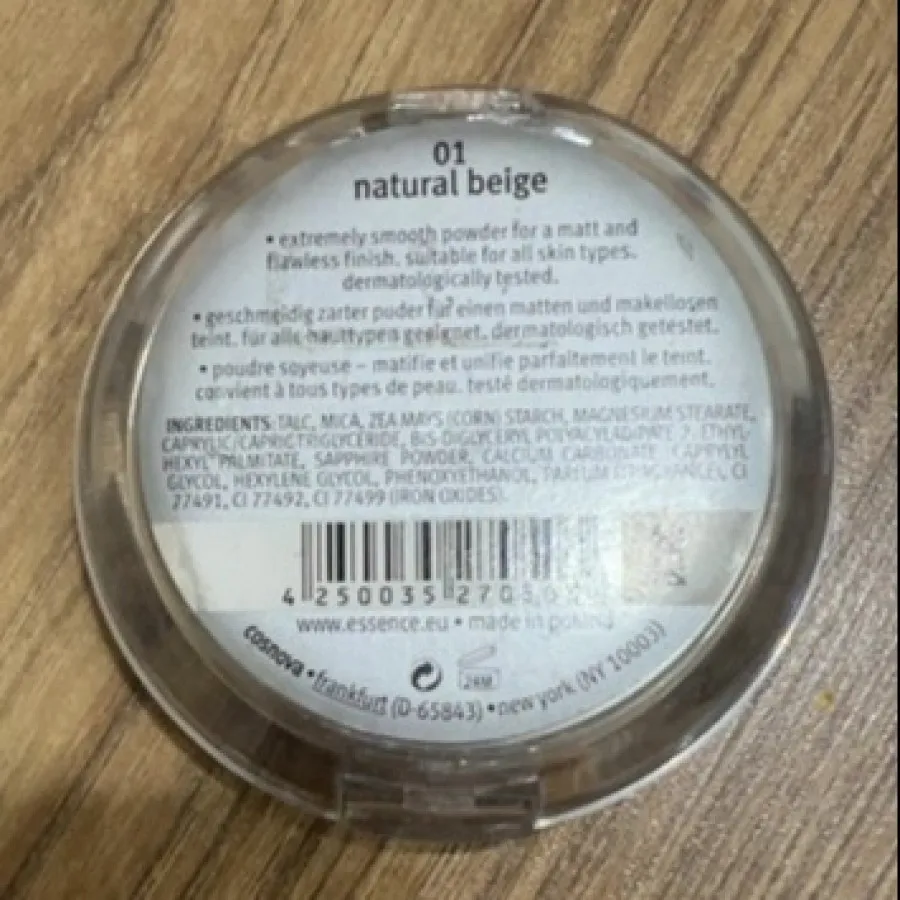 01
natural beige
• extremely smooth powder for a matt and
flawless finish. suitable for all skin types.
dermatologically tested.
• geschmeidig zarter puder für einen matten und makellosen
teint. für alle hauttypen geeignet. dermatologisch getestet.
• poudre soyeuse – matifie et unifie parfaitement le teint.
convient à tous types de peau. testé dermatologiquement.
INGREDIENTS: TALC, MICA, ZEA MAYS (CORN) STARCH, MAGNESIUM STEARATE,
CAPRYLIC/CAPRIC TRIGLYCERIDE, BIS-DIGLYCERYL POLYACYLADIPATE-2, ETHYL-
HEXYL PALMITATE, SAPPHIRE POWDER, CALCIUM CARBONATE, CAPRYLYL
GLYCOL, HEXYLENE GLYCOL, PHENOXYETHANOL, PARFUM (FRAGRANCE), CI
77491, CI 77492, CI 77499 (IRON OXIDES).
4 250035 270
www.essence.eu • made in poland
24M
cosnova • frankfurt (D-65843) • new york (NY 10003)